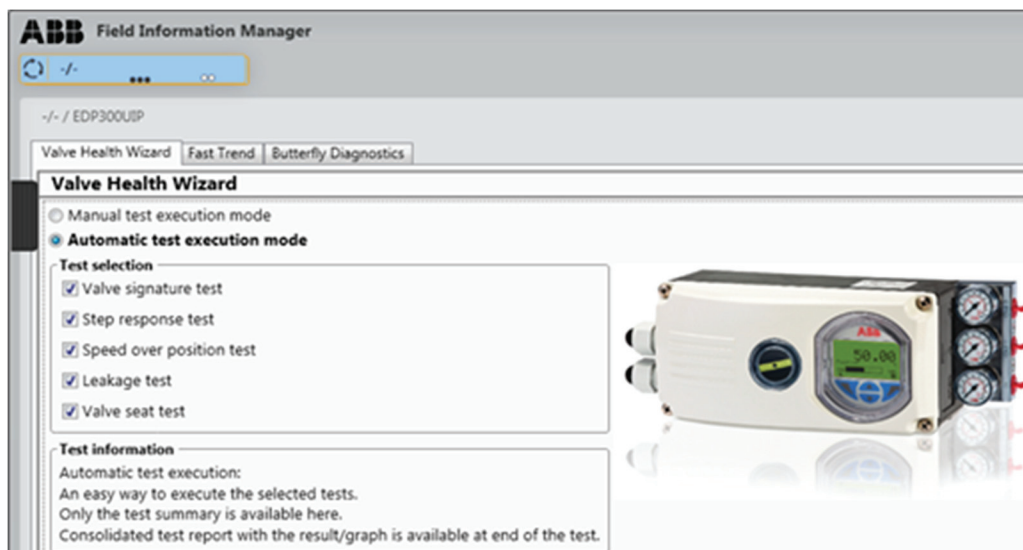 ABB Field Information Manager
-/-
-/- / EDP300UIP
Valve Health Wizard Fast Trend Butterfly Diagnostics
Valve Health Wizard
Manual test execution mode
Automatic test execution mode
Test selection
Valve signature test
Step response test
Speed over position test
Leakage test
Valve seat test
ABB
50.00
Test information
Automatic test execution:
An easy way to execute the selected tests.
Only the test summary is available here.
Consolidated test report with the result/graph is available at end of the test.